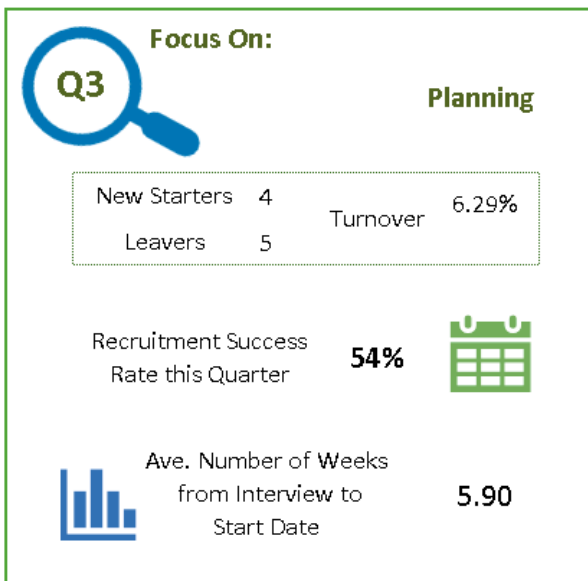 Focus On:
Q3
Planning
New Starters 4
Turnover 6.29%
Leavers 5
Recruitment Success
Rate this Quarter
54%
Ave. Number of Weeks
from Interview to
Start Date
5.90